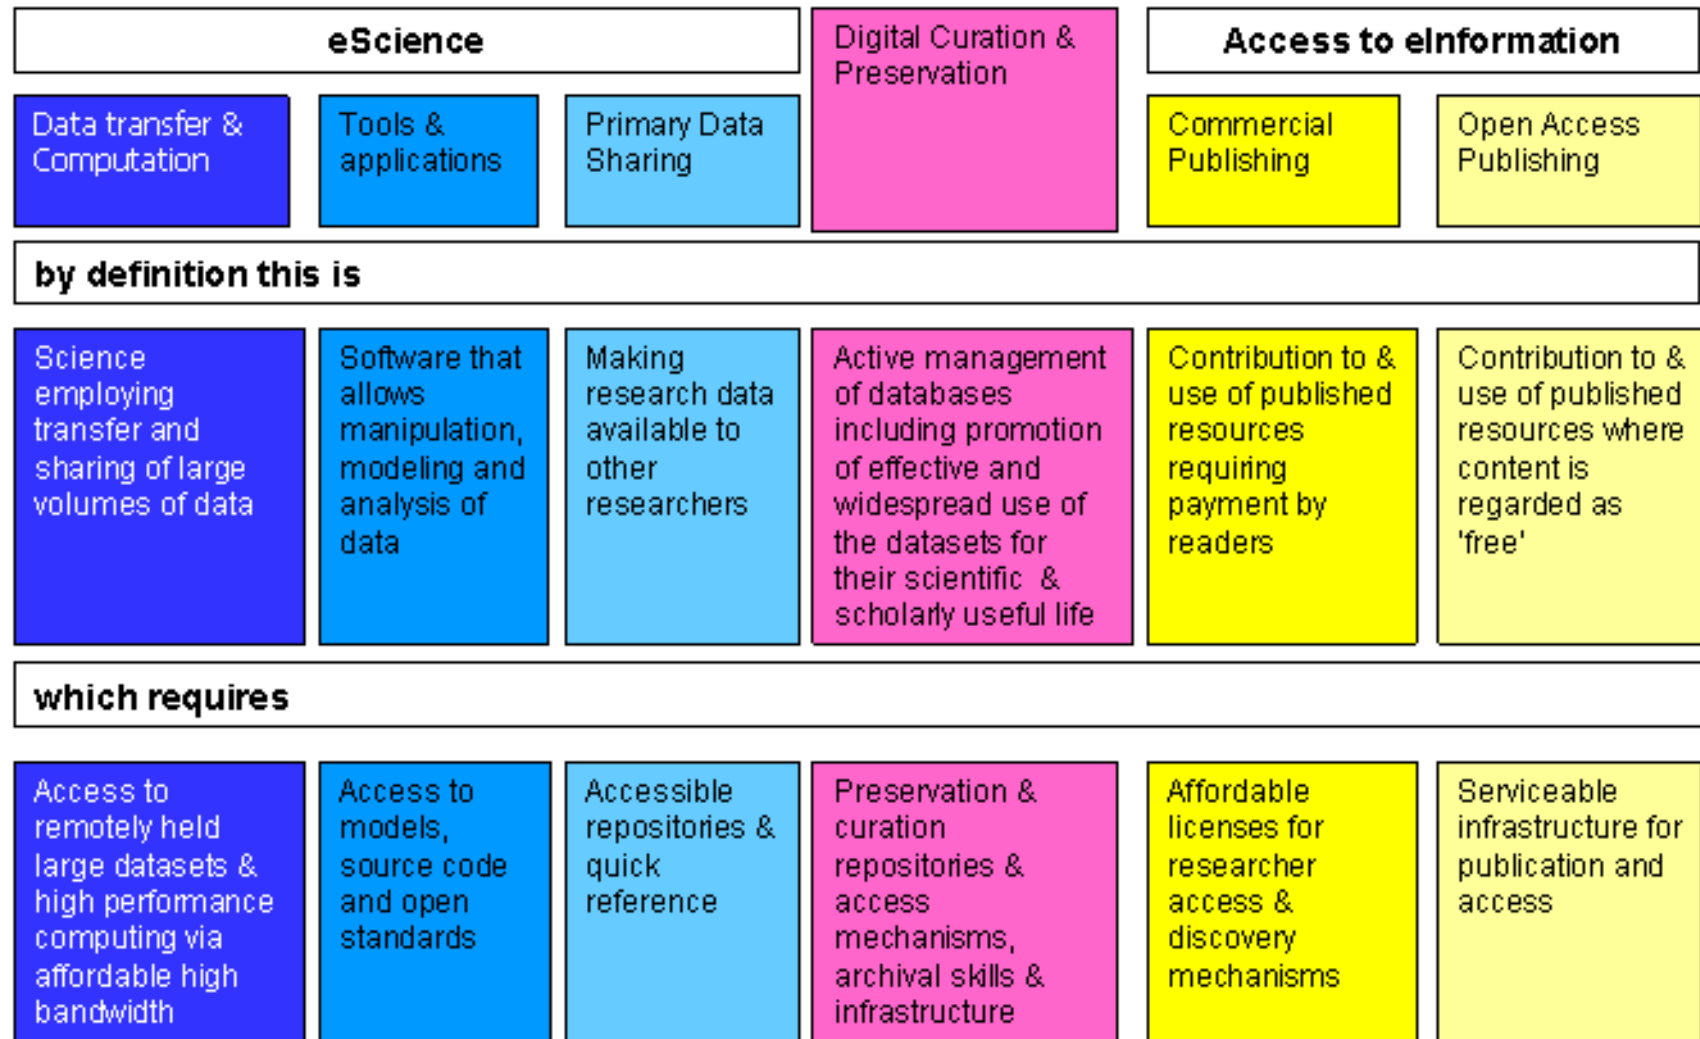 eScience
Digital Curation &
Preservation
Access to eInformation
Data transfer &
Computation
Tools &
applications
Primary Data
Sharing
Commercial
Publishing
Open Access
Publishing
by definition this is
Science
employing
transfer and
sharing of large
volumes of data
Software that
allows
manipulation,
modeling and
analysis of
data
Making
research data
available to
other
researchers
Active management
of databases
including promotion
of effective and
widespread use of
the datasets for
their scientific &
scholarly useful life
Contribution to &
use of published
resources
requiring
payment by
readers
Contribution to &
use of published
resources where
content is
regarded as
'free'
which requires
Access to
remotely held
large datasets &
high performance
computing via
affordable high
bandwidth
Access to
models,
source code
and open
standards
Accessible
repositories &
quick
reference
Preservation &
curation
repositories &
access
mechanisms,
archival skills &
infrastructure
Affordable
licenses for
researcher
access &
discovery
mechanisms
Serviceable
infrastructure for
publication and
access